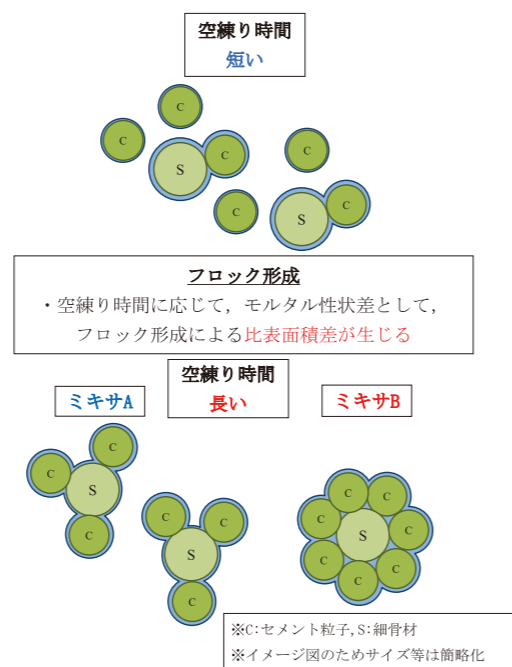 空練り時間
短い
C
C
C
C
S
C
C
S
フロック形成
・空練り時間に応じて，モルタル性状差として，
フロック形成による比表面積差が生じる
空練り時間
長い
ミキサA
ミキサB
C
C
S
C
C
C
S
C
C
C
C
C
S
C
C
C
※C:セメント粒子,S:細骨材
※イメージ図のためサイズ等は簡略化